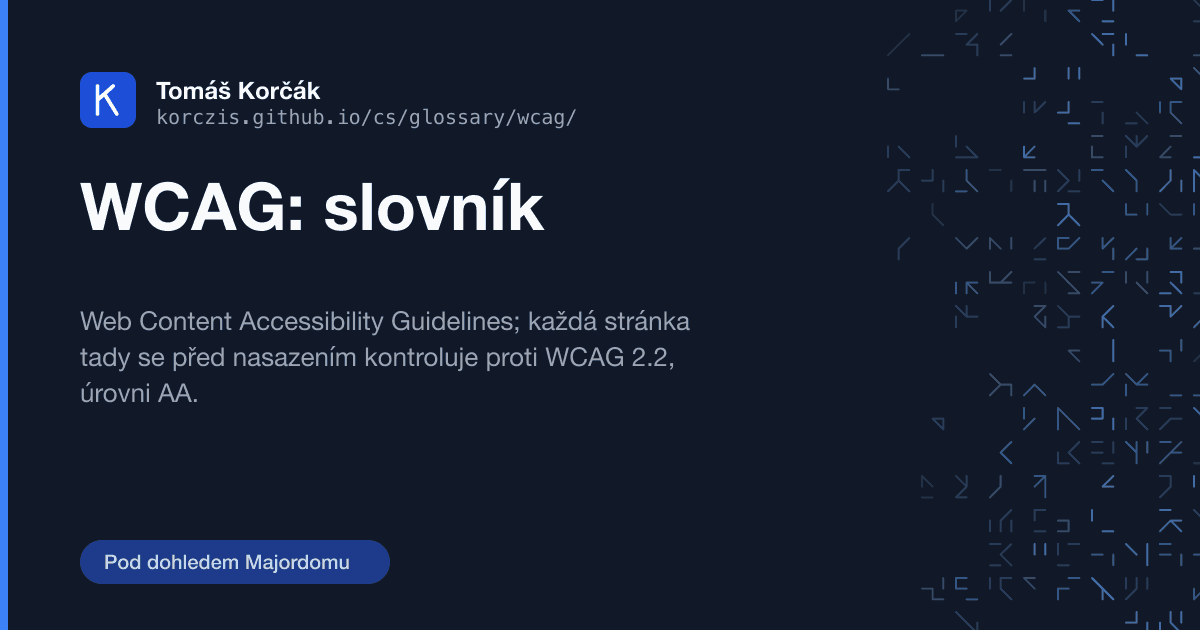 K
Tomáš Korčák
korczis.github.io/cs/glossary/wcag/
WCAG: slovník
Web Content Accessibility Guidelines; každá stránka
tady se před nasazením kontroluje proti WCAG 2.2,
úrovni AA.
Pod dohledem Majordomu